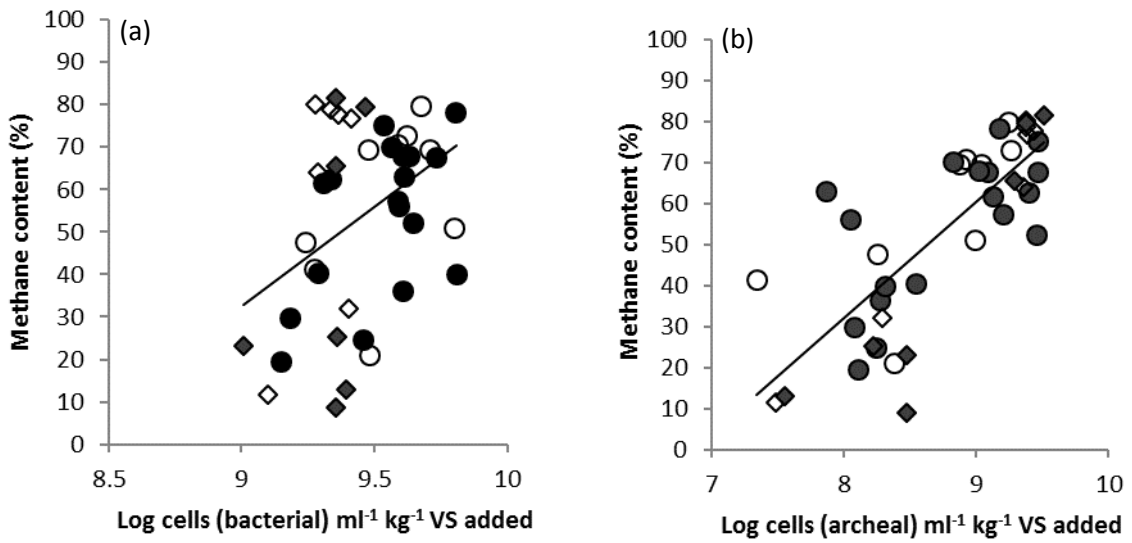 (a)
100
90
80
70
60
50
40
30
20
10
0
Methane content (%)
8.5 9 9.5 10
Log cells (bacterial) ml⁻¹ kg⁻¹ VS added
(b)
100
90
80
70
60
50
40
30
20
10
0
Methane content (%)
7 8 9 10
Log cells (archeal) ml⁻¹ kg⁻¹ VS added